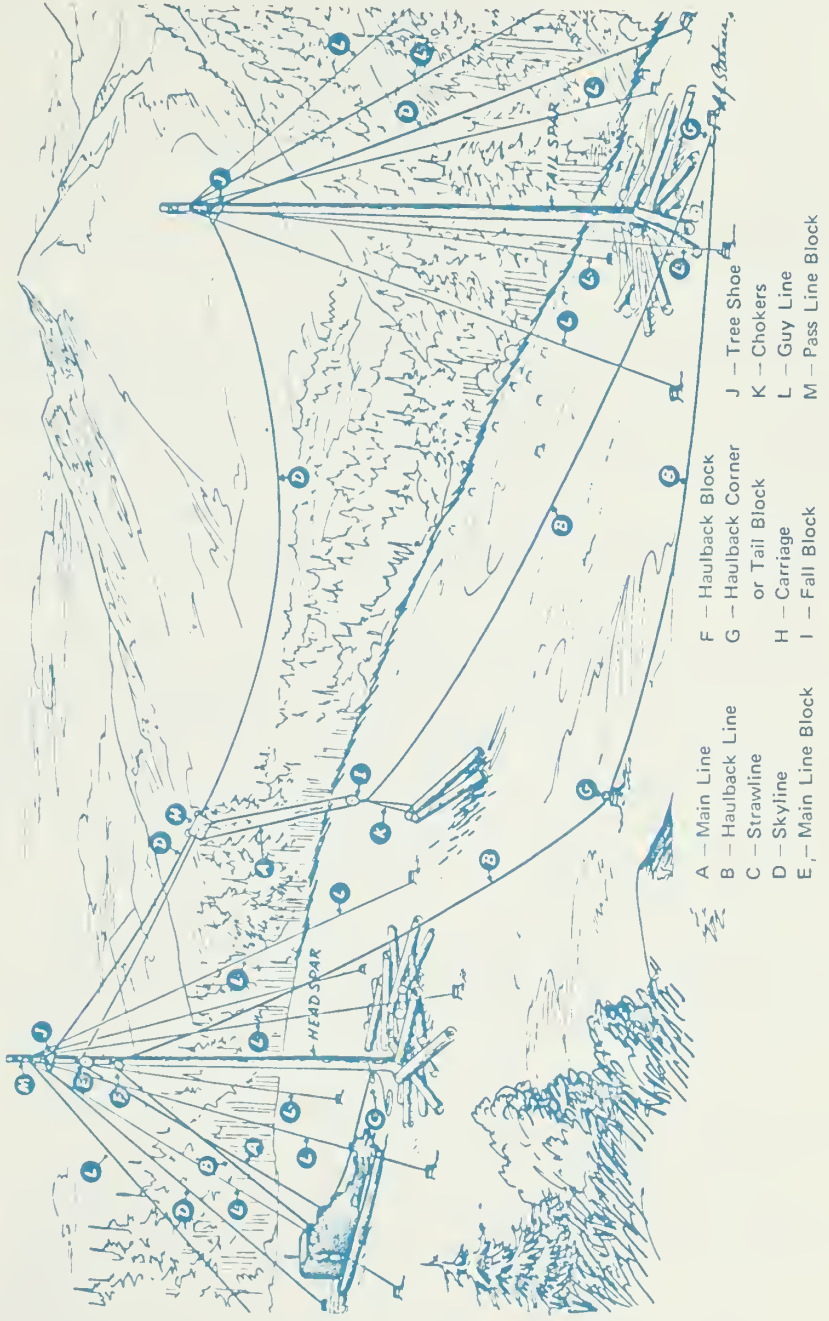 M
J
E
F
D
H
D
L
L
D
A
B
L
L
L
L
L
HEAD SPAR
C
A
I
K
B
G
D
J
L
L
D
L
TAIL SPAR
L
L
L
G
B
B
A – Main Line
B – Haulback Line
C – Strawline
D – Skyline
E,– Main Line Block
F – Haulback Block
G – Haulback Corner
or Tail Block
H – Carriage
I – Fall Block
J – Tree Shoe
K – Chokers
L – Guy Line
M – Pass Line Block